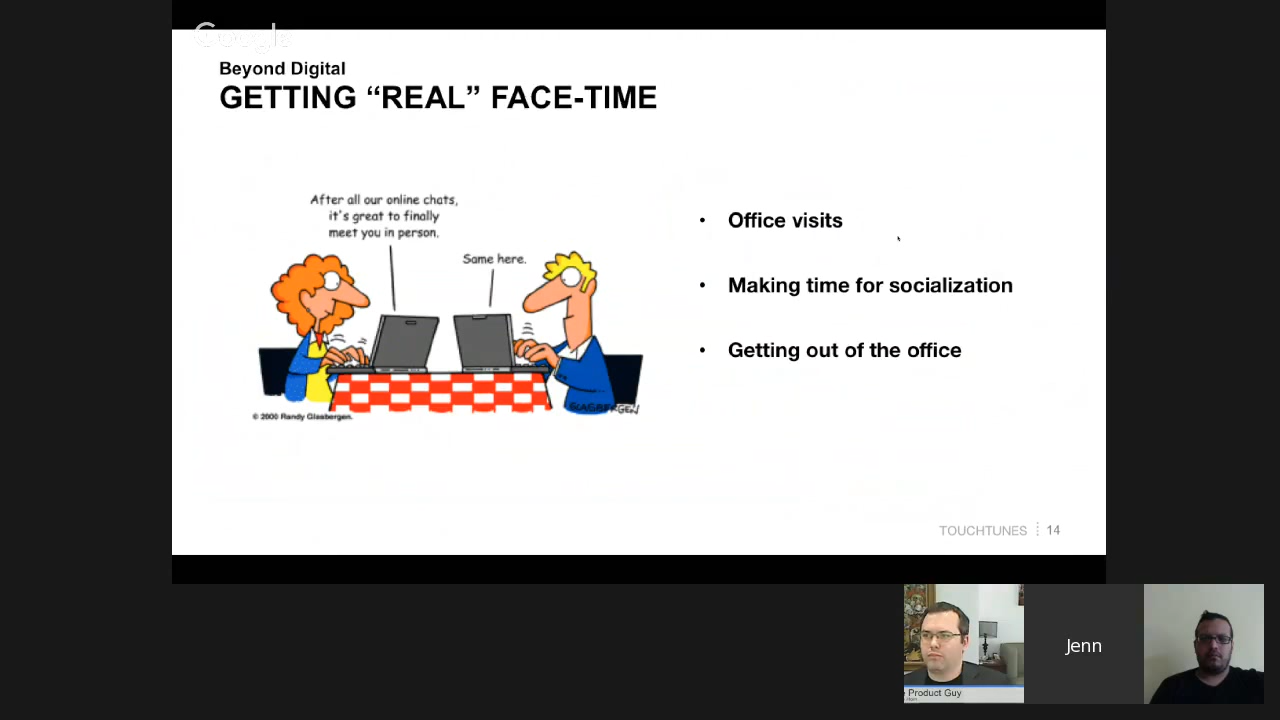 Google
Beyond Digital
GETTING “REAL” FACE-TIME
After all our online chats,
it's great to finally
meet you in person.
Same here.
• Office visits
• Making time for socialization
• Getting out of the office
© 2000 Randy Glasbergen.
GLASBERGEN
TOUCHTUNES 14
Product Guy
Jenn